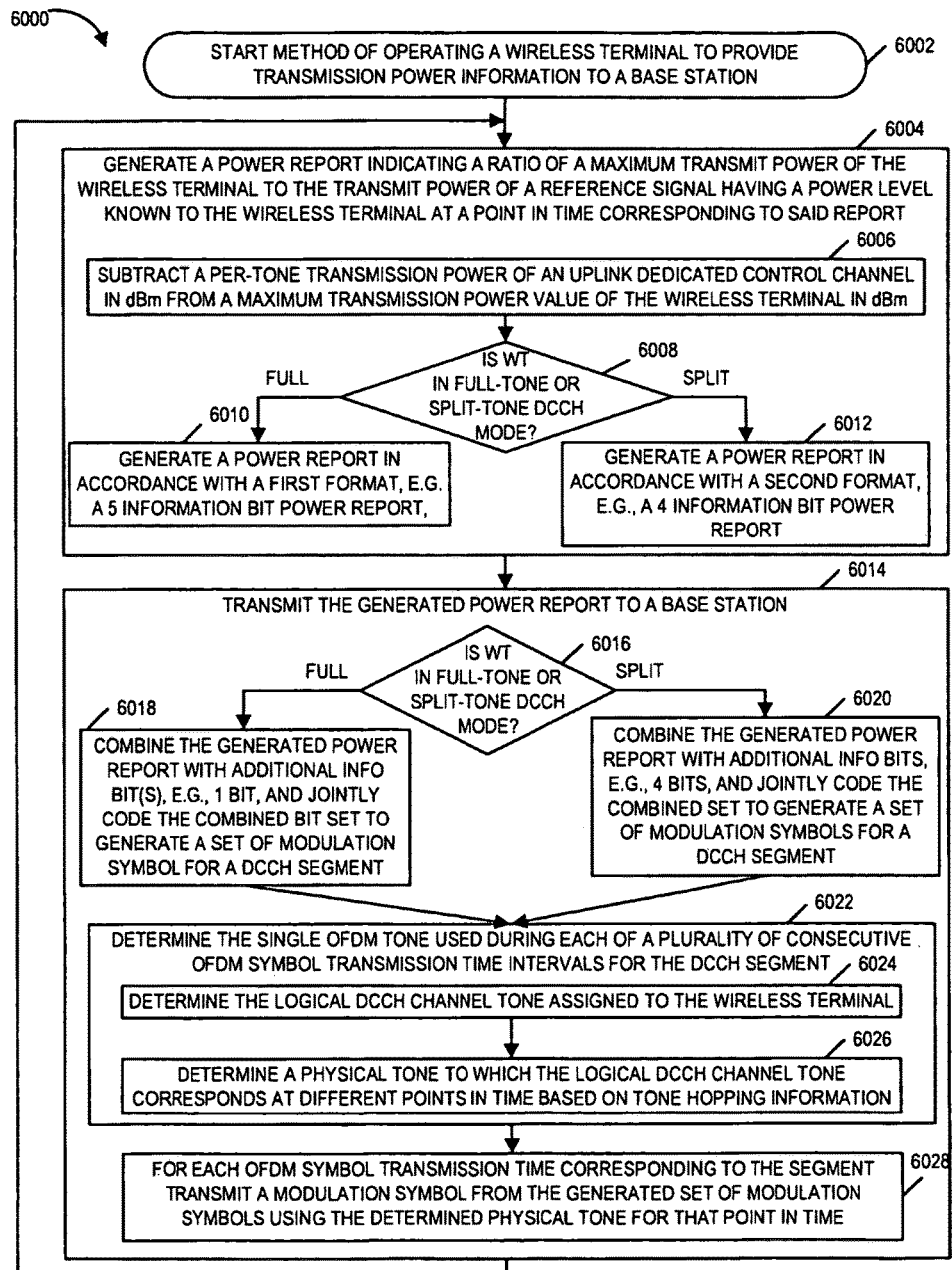 6000
START METHOD OF OPERATING A WIRELESS TERMINAL TO PROVIDE
TRANSMISSION POWER INFORMATION TO A BASE STATION
6002
6004
GENERATE A POWER REPORT INDICATING A RATIO OF A MAXIMUM TRANSMIT POWER OF THE
WIRELESS TERMINAL TO THE TRANSMIT POWER OF A REFERENCE SIGNAL HAVING A POWER LEVEL
KNOWN TO THE WIRELESS TERMINAL AT A POINT IN TIME CORRESPONDING TO SAID REPORT
6006
SUBTRACT A PER-TONE TRANSMISSION POWER OF AN UPLINK DEDICATED CONTROL CHANNEL
IN dBm FROM A MAXIMUM TRANSMISSION POWER VALUE OF THE WIRELESS TERMINAL IN dBm
6008
IS WT
IN FULL-TONE OR
SPLIT-TONE DCCH
MODE?
FULL
SPLIT
6010
GENERATE A POWER REPORT IN
ACCORDANCE WITH A FIRST FORMAT, E.G.
A 5 INFORMATION BIT POWER REPORT,
6012
GENERATE A POWER REPORT IN
ACCORDANCE WITH A SECOND FORMAT,
E.G., A 4 INFORMATION BIT POWER
REPORT
6014
TRANSMIT THE GENERATED POWER REPORT TO A BASE STATION
6016
IS WT
IN FULL-TONE OR
SPLIT-TONE DCCH
MODE?
FULL
SPLIT
6018
COMBINE THE GENERATED POWER
REPORT WITH ADDITIONAL INFO
BIT(S), E.G., 1 BIT, AND JOINTLY
CODE THE COMBINED BIT SET TO
GENERATE A SET OF MODULATION
SYMBOL FOR A DCCH SEGMENT
6020
COMBINE THE GENERATED POWER
REPORT WITH ADDITIONAL INFO BITS,
E.G., 4 BITS, AND JOINTLY CODE THE
COMBINED SET TO GENERATE A SET
OF MODULATION SYMBOLS FOR A
DCCH SEGMENT
6022
DETERMINE THE SINGLE OFDM TONE USED DURING EACH OF A PLURALITY OF CONSECUTIVE
OFDM SYMBOL TRANSMISSION TIME INTERVALS FOR THE DCCH SEGMENT
6024
DETERMINE THE LOGICAL DCCH CHANNEL TONE ASSIGNED TO THE WIRELESS TERMINAL
6026
DETERMINE A PHYSICAL TONE TO WHICH THE LOGICAL DCCH CHANNEL TONE
CORRESPONDS AT DIFFERENT POINTS IN TIME BASED ON TONE HOPPING INFORMATION
6028
FOR EACH OFDM SYMBOL TRANSMISSION TIME CORRESPONDING TO THE SEGMENT
TRANSMIT A MODULATION SYMBOL FROM THE GENERATED SET OF MODULATION
SYMBOLS USING THE DETERMINED PHYSICAL TONE FOR THAT POINT IN TIME